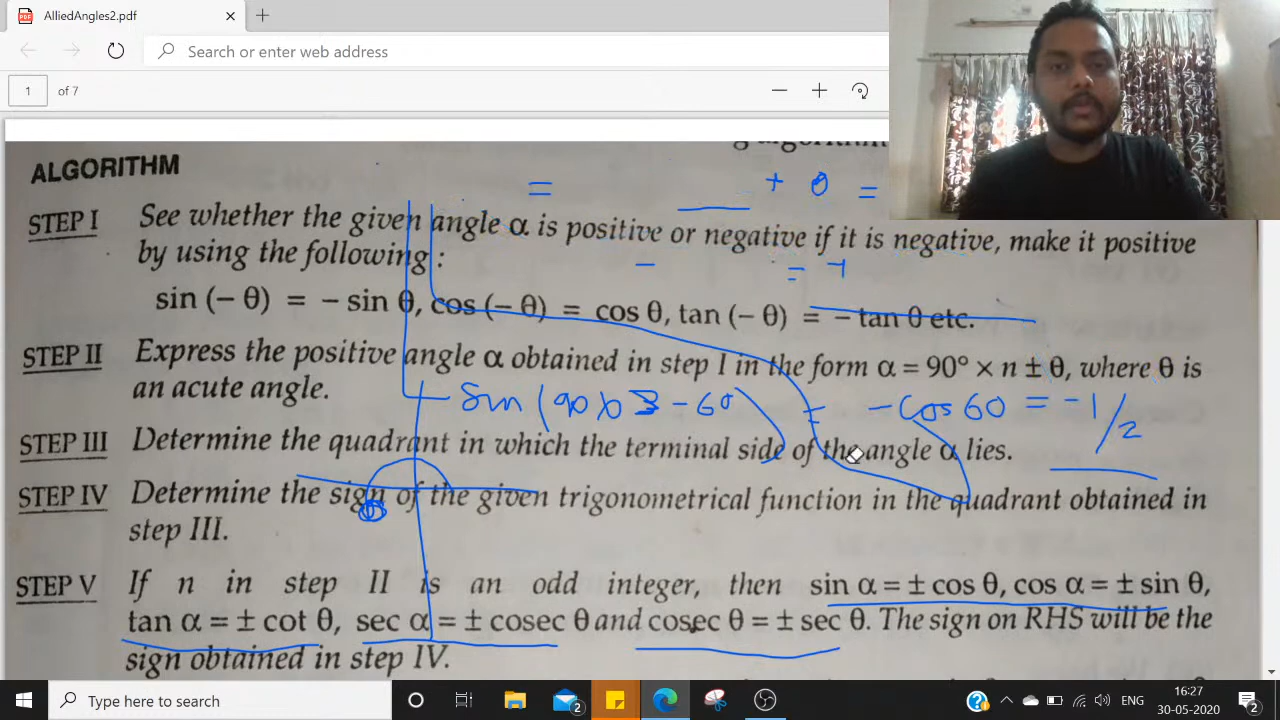 AlliedAngles2.pdf
Search or enter web address
1 of 7
ALGORITHM
+ θ =
=
STEP I See whether the given angle α is positive or negative if it is negative, make it positive
by using the following :
sin (− θ) = − sin θ, cos (− θ) = cos θ, tan (− θ) = − tan θ etc.
STEP II Express the positive angle α obtained in step I in the form α = 90° × n ± θ, where θ is
an acute angle.
Sin (90 × 3 − 60) = − cos 60 = −1/2
STEP III Determine the quadrant in which the terminal side of the angle α lies.
STEP IV Determine the sign of the given trigonometrical function in the quadrant obtained in
step III.
STEP V If n in step II is an odd integer, then sin α = ± cos θ, cos α = ± sin θ,
tan α = ± cot θ, sec α = ± cosec θ and cosec θ = ± sec θ. The sign on RHS will be the
sign obtained in step IV.
Type here to search
2
ENG
16:27
30-05-2020
2